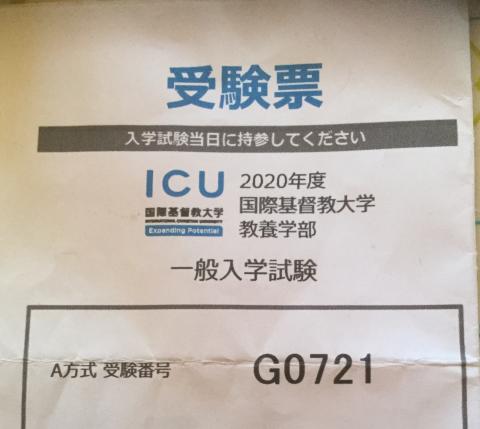 受験票
入学試験当日に持参してください
ICU
国際基督教大学
Expanding Potential
2020年度
国際基督教大学
教養学部
一般入学試験
A方式 受験番号 G0721